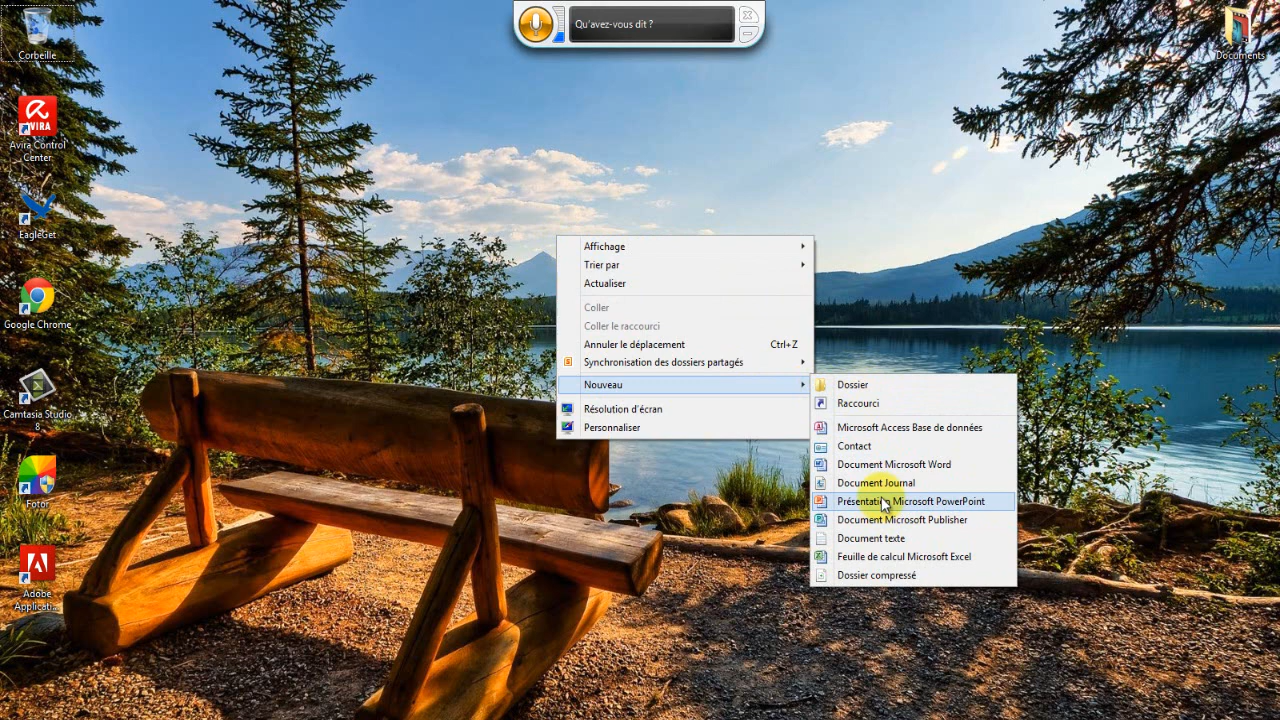 Qu'avez-vous dit ?
Corbeille
Documents
AVIRA
Avira Control
Center
EagleGet
Google Chrome
Camtasia Studio
8
Fotor
Adobe
Applicati...
Affichage
Trier par
Actualiser
Coller
Coller le raccourci
Annuler le déplacement Ctrl+Z
Synchronisation des dossiers partagés
Nouveau
Résolution d'écran
Personnaliser
Dossier
Raccourci
Microsoft Access Base de données
Contact
Document Microsoft Word
Document Journal
Présentation Microsoft PowerPoint
Document Microsoft Publisher
Document texte
Feuille de calcul Microsoft Excel
Dossier compressé